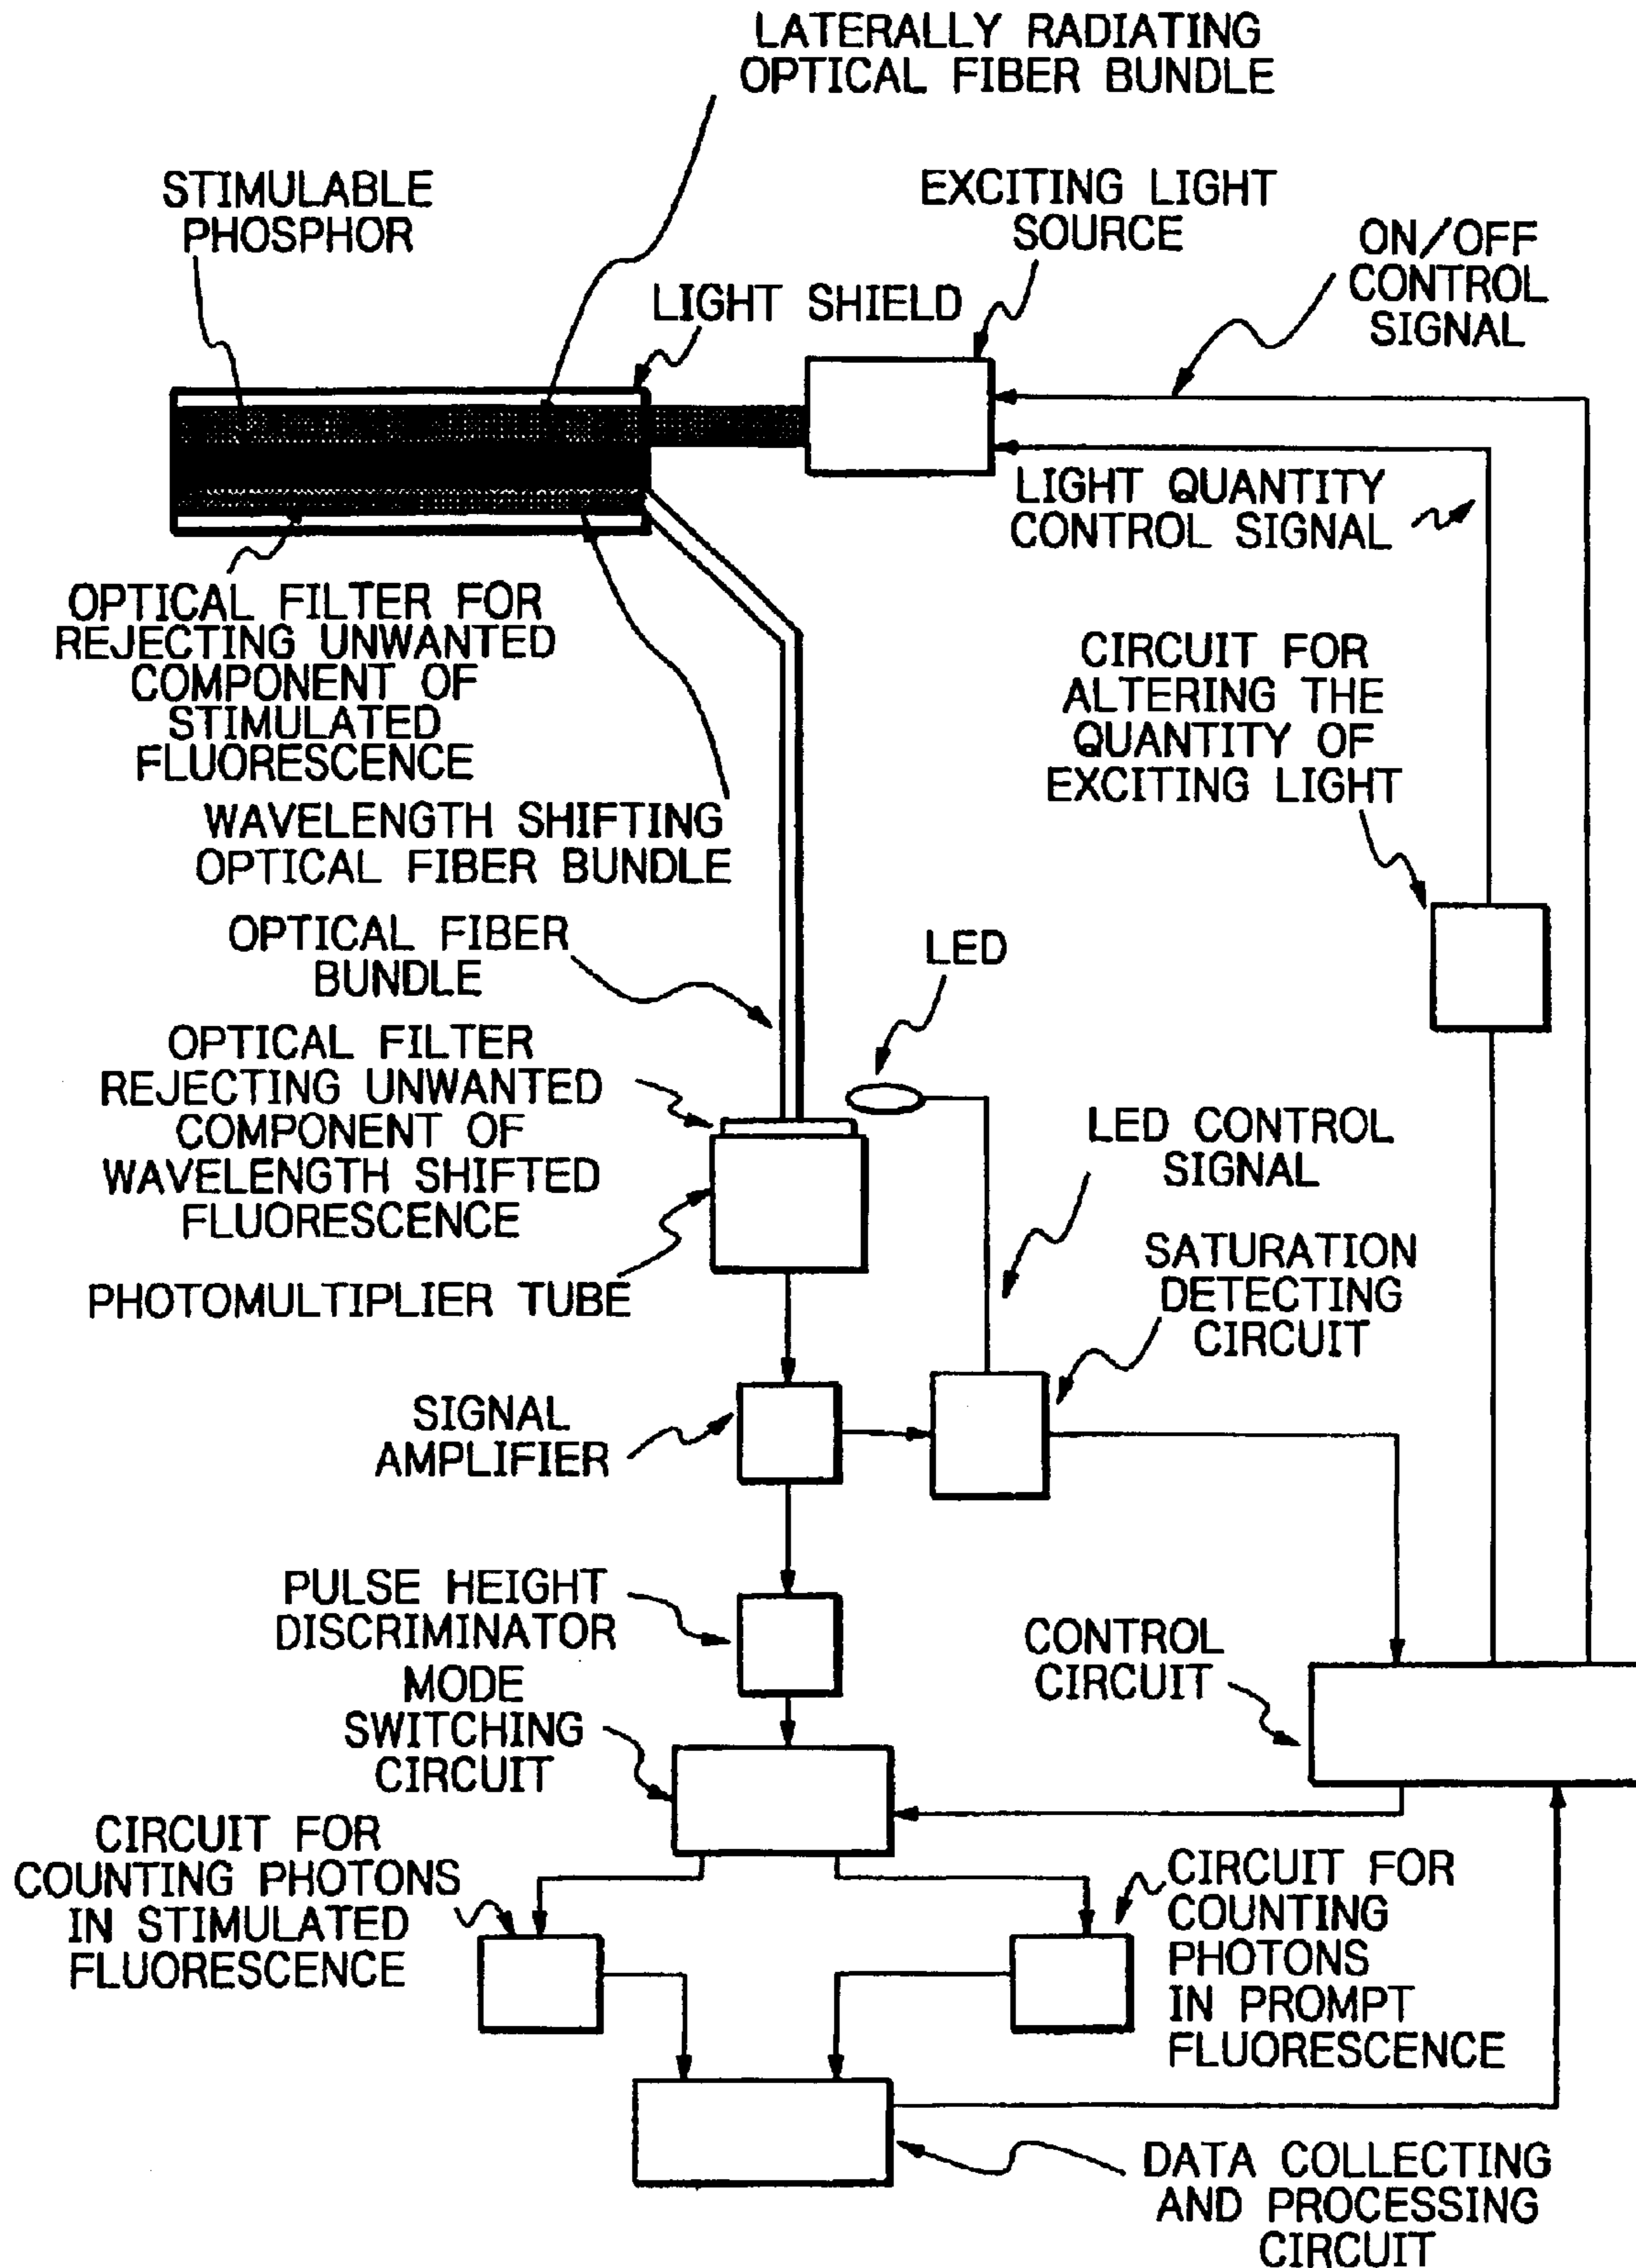 LATERALLY RADIATING
OPTICAL FIBER BUNDLE
STIMULABLE
PHOSPHOR
EXCITING LIGHT
SOURCE
ON/OFF
CONTROL
SIGNAL
LIGHT SHIELD
LIGHT QUANTITY
CONTROL SIGNAL
OPTICAL FILTER FOR
REJECTING UNWANTED
COMPONENT OF
STIMULATED
FLUORESCENCE
CIRCUIT FOR
ALTERING THE
QUANTITY OF
EXCITING LIGHT
WAVELENGTH SHIFTING
OPTICAL FIBER BUNDLE
OPTICAL FIBER
BUNDLE
LED
OPTICAL FILTER
REJECTING UNWANTED
COMPONENT OF
WAVELENGTH SHIFTED
FLUORESCENCE
LED CONTROL
SIGNAL
PHOTOMULTIPLIER TUBE
SATURATION
DETECTING
CIRCUIT
SIGNAL
AMPLIFIER
PULSE HEIGHT
DISCRIMINATOR
MODE
SWITCHING
CIRCUIT
CONTROL
CIRCUIT
CIRCUIT FOR
COUNTING PHOTONS
IN STIMULATED
FLUORESCENCE
CIRCUIT FOR
COUNTING
PHOTONS
IN PROMPT
FLUORESCENCE
DATA COLLECTING
AND PROCESSING
CIRCUIT